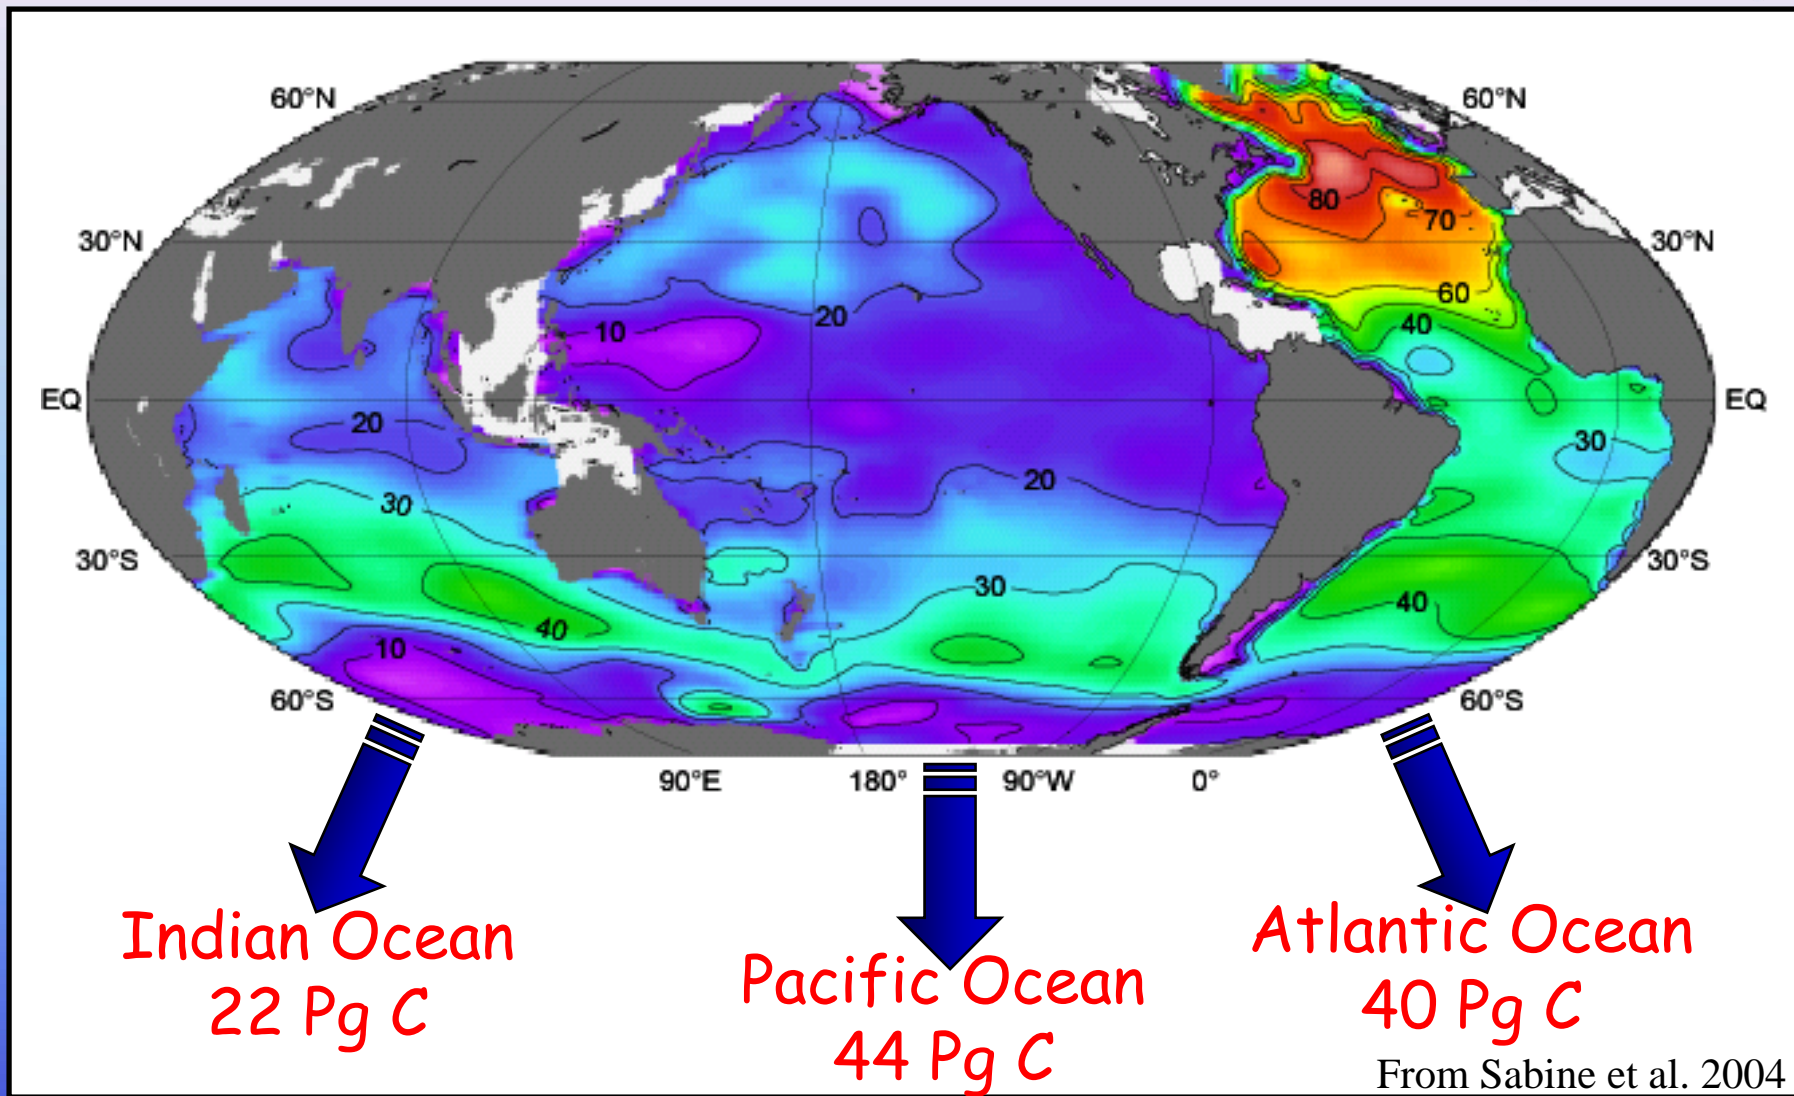 60°N
60°N
30°N
30°N
80
70
60
40
20
10
EQ
EQ
20
30
20
30
30°S
30°S
30
40
40
10
60°S
60°S
90°E
180°
90°W
0°
Indian Ocean
22 Pg C
Pacific Ocean
44 Pg C
Atlantic Ocean
40 Pg C
From Sabine et al. 2004